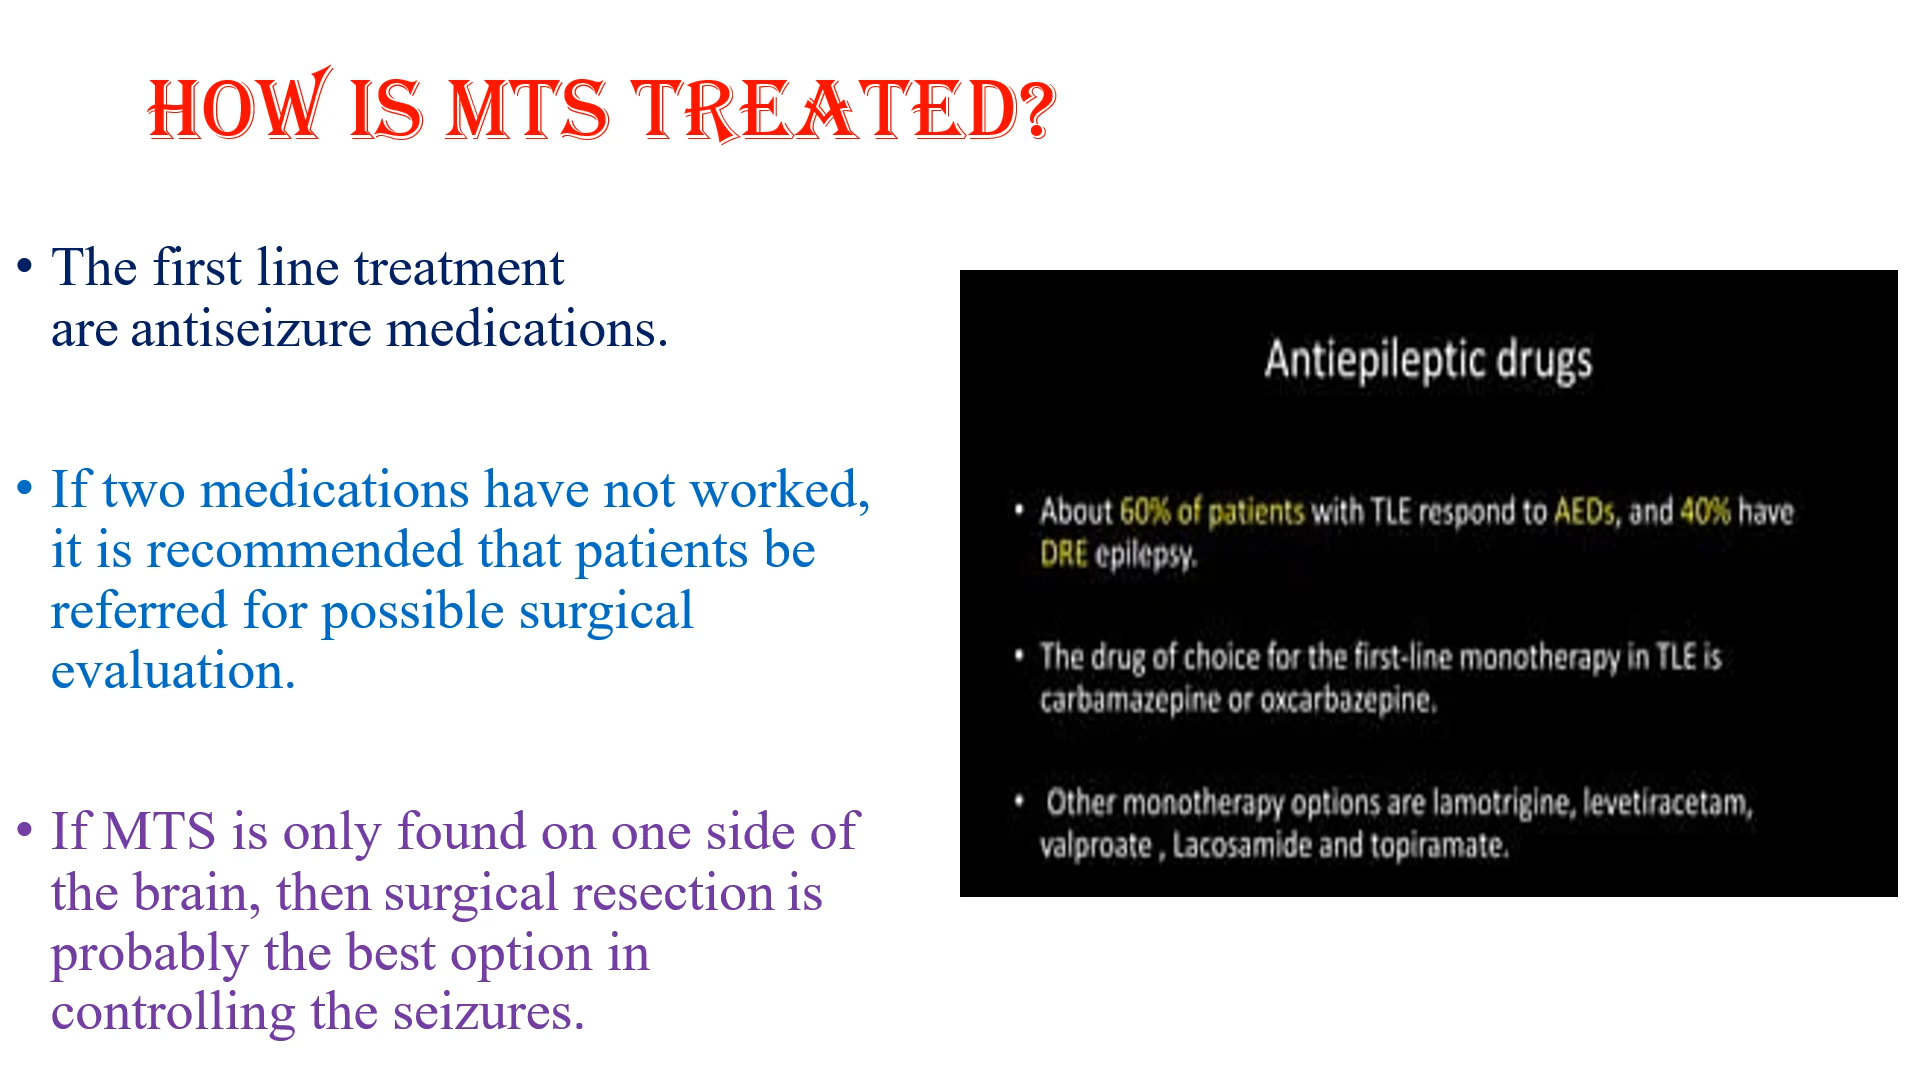 HOW IS MTS TREATED?
• The first line treatment
are antiseizure medications.
• If two medications have not worked,
it is recommended that patients be
referred for possible surgical
evaluation.
• If MTS is only found on one side of
the brain, then surgical resection is
probably the best option in
controlling the seizures.
Antiepileptic drugs
• About 60% of patients with TLE respond to AEDs, and 40% have
DRE epilepsy.
• The drug of choice for the first-line monotherapy in TLE is
carbamazepine or oxcarbazepine.
• Other monotherapy options are lamotrigine, levetiracetam,
valproate , Lacosamide and topiramate.